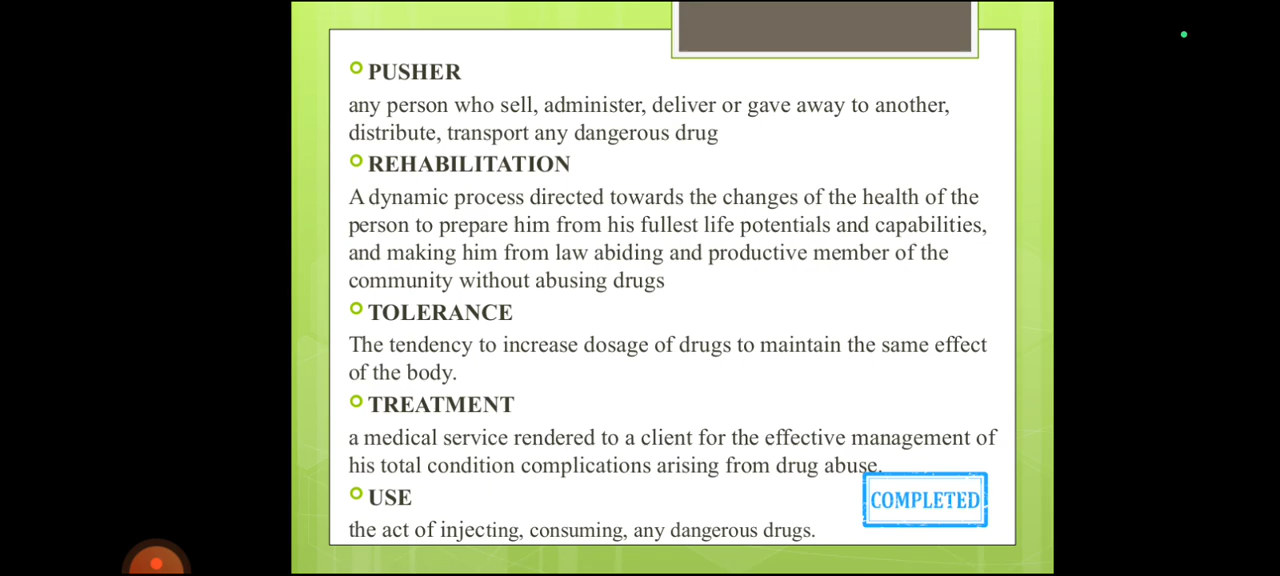 PUSHER
any person who sell, administer, deliver or gave away to another,
distribute, transport any dangerous drug
REHABILITATION
A dynamic process directed towards the changes of the health of the
person to prepare him from his fullest life potentials and capabilities,
and making him from law abiding and productive member of the
community without abusing drugs
TOLERANCE
The tendency to increase dosage of drugs to maintain the same effect
of the body.
TREATMENT
a medical service rendered to a client for the effective management of
his total condition complications arising from drug abuse.
USE
COMPLETED
the act of injecting, consuming, any dangerous drugs.